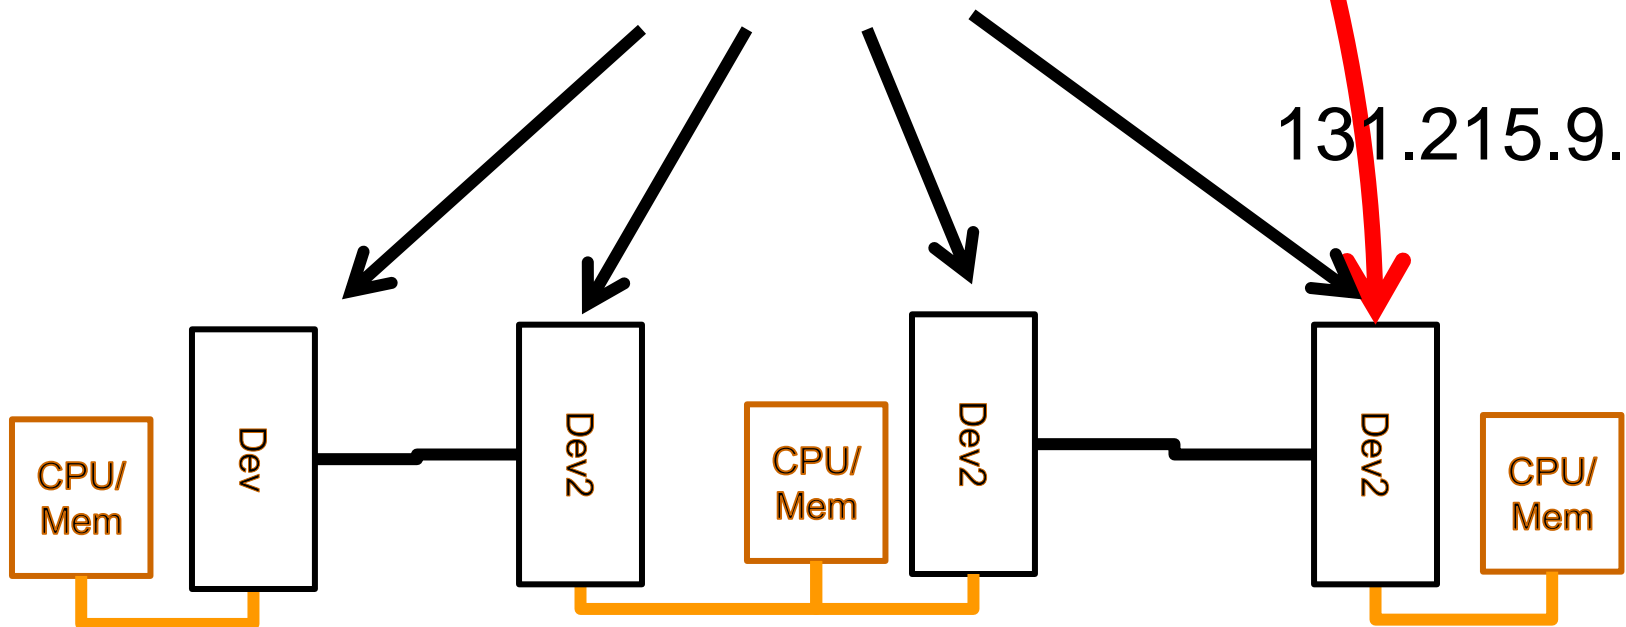 131.215.9.
Dev
Dev2
Dev2
Dev2
CPU/
Mem
CPU/
Mem
CPU/
Mem